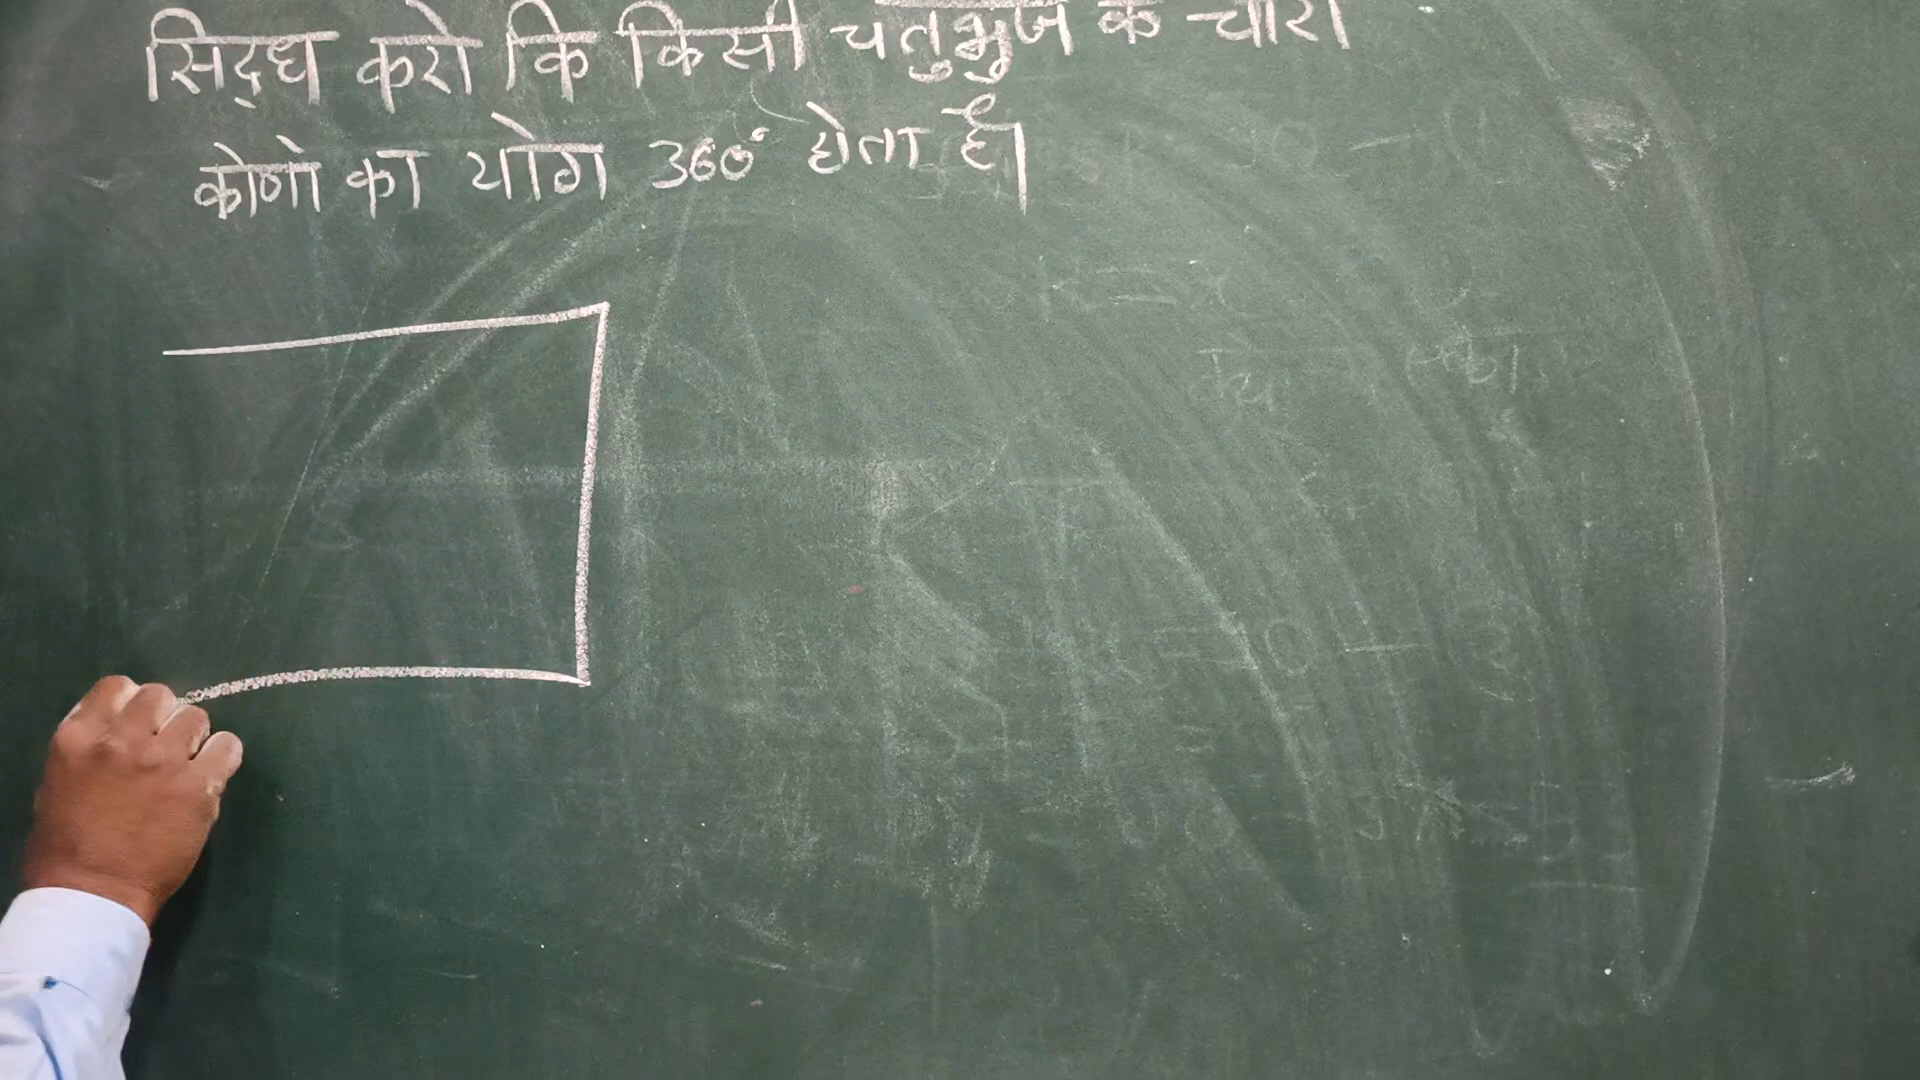 सिद्ध करो कि किसी चतुर्भुज के चारो
कोणो का योग 360° होता है।